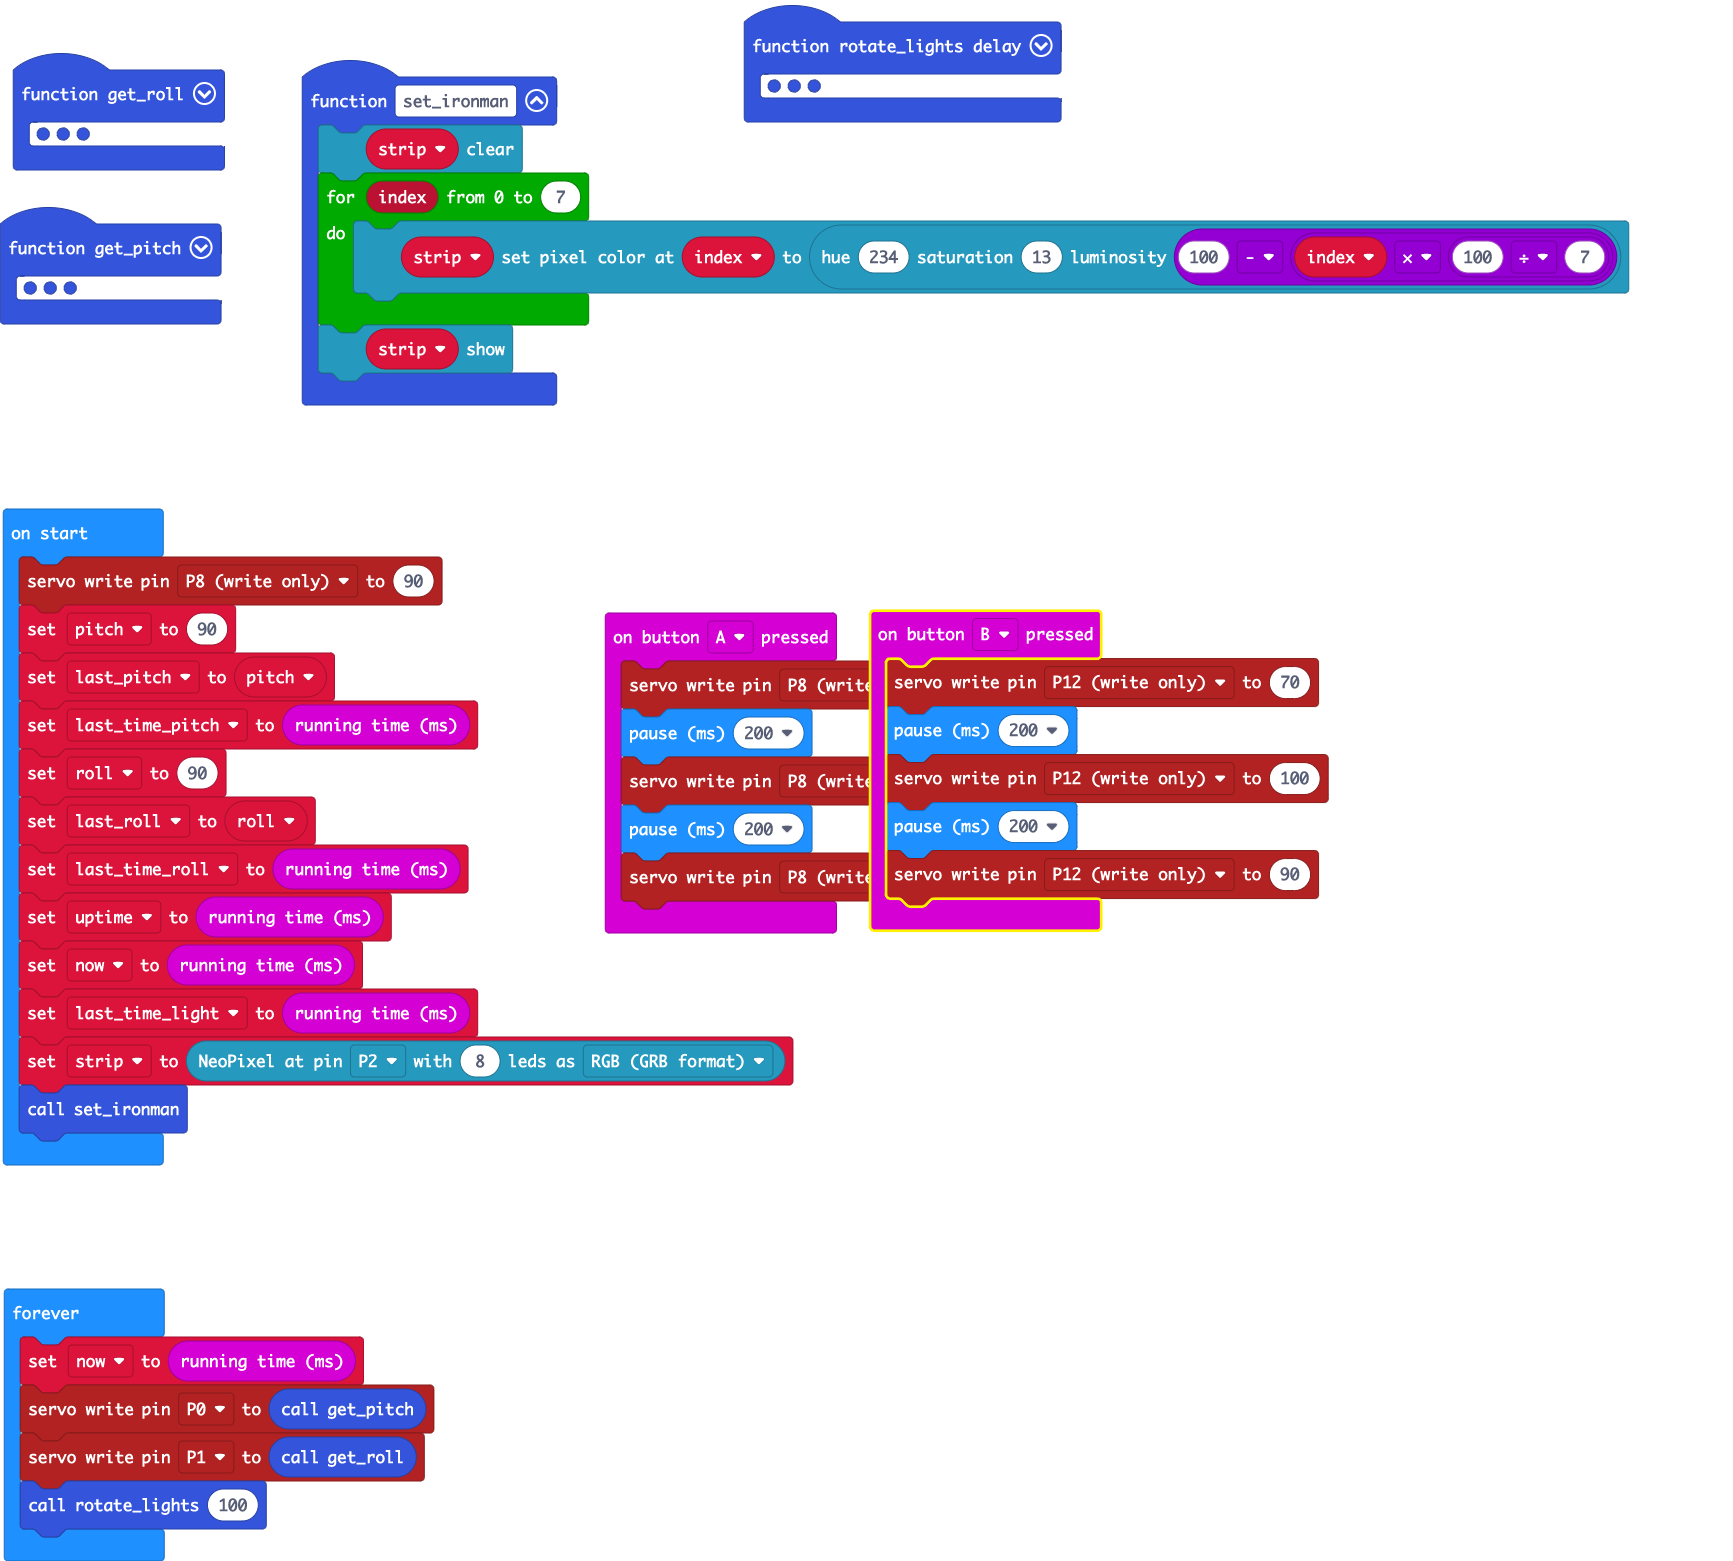 function get_roll
function get_pitch
function set_ironman
strip clear
for index from 0 to 7
do
strip set pixel color at index to hue 234 saturation 13 luminosity 100 - index × 100 ÷ 7
strip show
function rotate_lights delay
on start
servo write pin P8 (write only) to 90
set pitch to 90
set last_pitch to pitch
set last_time_pitch to running time (ms)
set roll to 90
set last_roll to roll
set last_time_roll to running time (ms)
set uptime to running time (ms)
set now to running time (ms)
set last_time_light to running time (ms)
set strip to NeoPixel at pin P2 with 8 leds as RGB (GRB format)
call set_ironman
on button A pressed
servo write pin P8 (write
pause (ms) 200
servo write pin P8 (write
pause (ms) 200
servo write pin P8 (write
on button B pressed
servo write pin P12 (write only) to 70
pause (ms) 200
servo write pin P12 (write only) to 100
pause (ms) 200
servo write pin P12 (write only) to 90
forever
set now to running time (ms)
servo write pin P0 to call get_pitch
servo write pin P1 to call get_roll
call rotate_lights 100